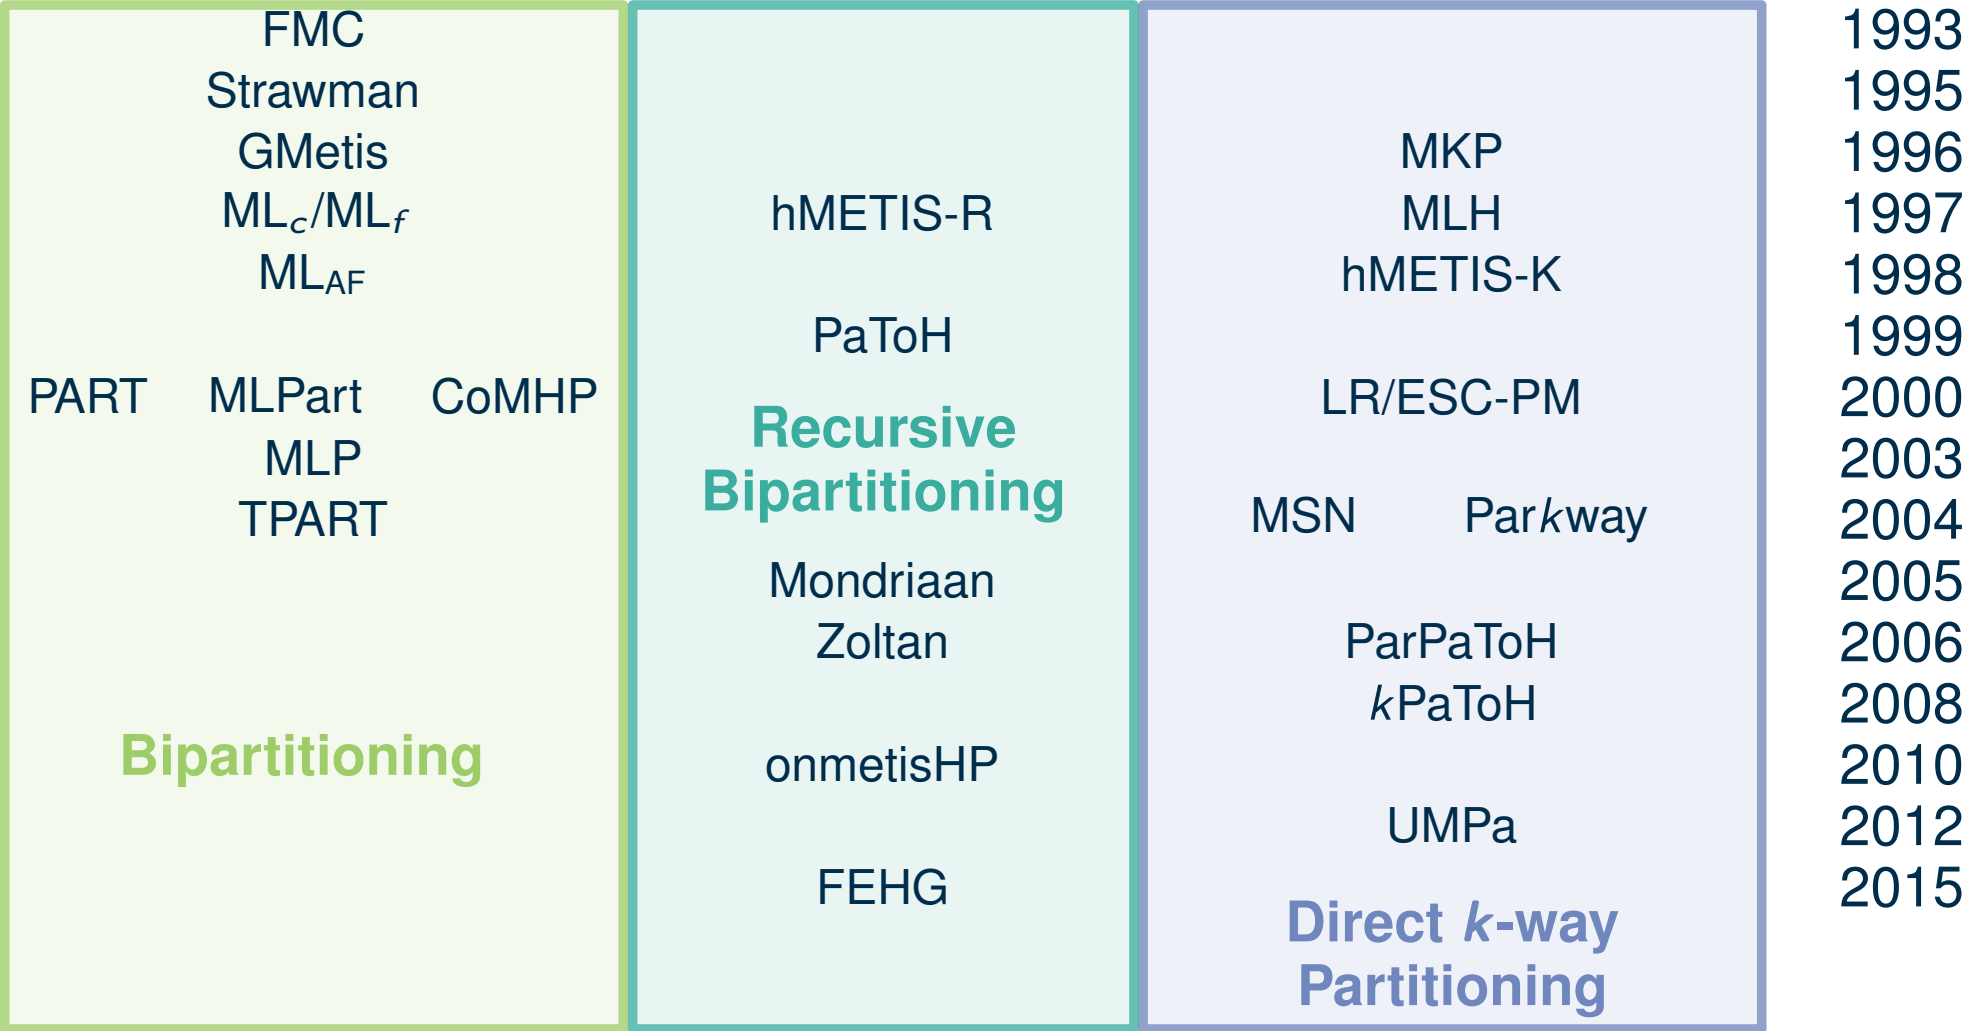 FMC 1993
Strawman 1995
GMetis MKP 1996
MLc/MLf hMETIS-R MLH 1997
MLAF hMETIS-K 1998
PaToH 1999
PART MLPart CoMHP LR/ESC-PM 2000
Recursive
MLP 2003
Bipartitioning
TPART MSN Parkway 2004
Mondriaan 2005
Zoltan ParPaToH 2006
kPaToH 2008
Bipartitioning onmetisHP 2010
UMPa 2012
FEHG 2015
Direct k-way
Partitioning